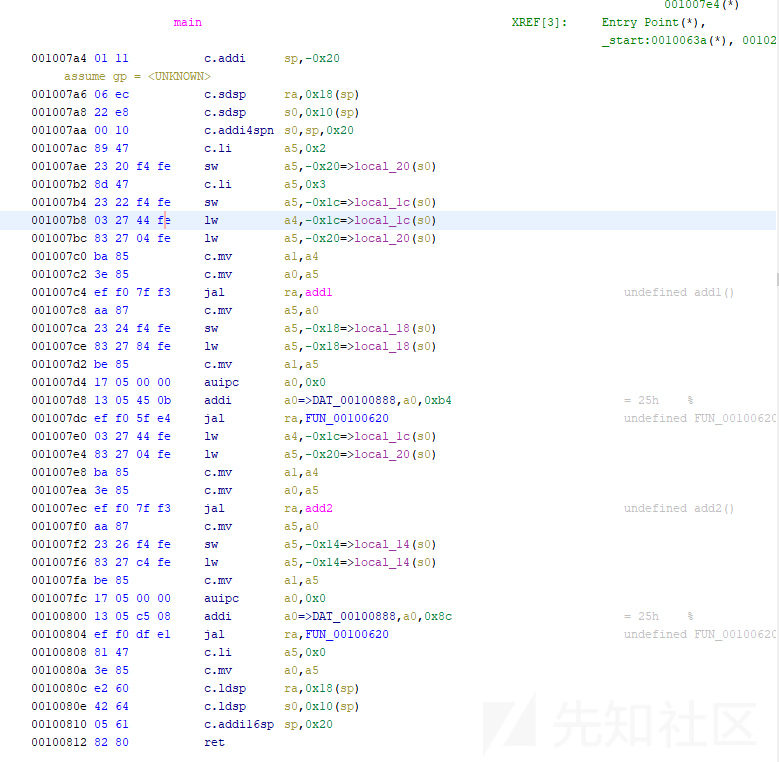 001007e4(*)
main XREF[3]: Entry Point(*),
_start:0010063a(*), 00102
001007a4 01 11 c.addi sp,-0x20
assume gp = <UNKNOWN>
001007a6 06 ec c.sdsp ra,0x18(sp)
001007a8 22 e8 c.sdsp s0,0x10(sp)
001007aa 00 10 c.addi4spn s0,sp,0x20
001007ac 89 47 c.li a5,0x2
001007ae 23 20 f4 fe sw a5,-0x20=>local_20(s0)
001007b2 8d 47 c.li a5,0x3
001007b4 23 22 f4 fe sw a5,-0x1c=>local_1c(s0)
001007b8 03 27 44 fe lw a4,-0x1c=>local_1c(s0)
001007bc 83 27 04 fe lw a5,-0x20=>local_20(s0)
001007c0 ba 85 c.mv a1,a4
001007c2 3e 85 c.mv a0,a5
001007c4 ef f0 7f f3 jal ra,add1 undefined add1()
001007c8 aa 87 c.mv a5,a0
001007ca 23 24 f4 fe sw a5,-0x18=>local_18(s0)
001007ce 83 27 84 fe lw a5,-0x18=>local_18(s0)
001007d2 be 85 c.mv a1,a5
001007d4 17 05 00 00 auipc a0,0x0
001007d8 13 05 45 0b addi a0=>DAT_00100888,a0,0xb4 = 25h %
001007dc ef f0 5f e4 jal ra,FUN_00100620 undefined FUN_00100620
001007e0 03 27 44 fe lw a4,-0x1c=>local_1c(s0)
001007e4 83 27 04 fe lw a5,-0x20=>local_20(s0)
001007e8 ba 85 c.mv a1,a4
001007ea 3e 85 c.mv a0,a5
001007ec ef f0 7f f3 jal ra,add2 undefined add2()
001007f0 aa 87 c.mv a5,a0
001007f2 23 26 f4 fe sw a5,-0x14=>local_14(s0)
001007f6 83 27 c4 fe lw a5,-0x14=>local_14(s0)
001007fa be 85 c.mv a1,a5
001007fc 17 05 00 00 auipc a0,0x0
00100800 13 05 c5 08 addi a0=>DAT_00100888,a0,0x8c = 25h %
00100804 ef f0 df e1 jal ra,FUN_00100620 undefined FUN_00100620
00100808 81 47 c.li a5,0x0
0010080a 3e 85 c.mv a0,a5
0010080c e2 60 c.ldsp ra,0x18(sp)
0010080e 42 64 c.ldsp s0,0x10(sp)
00100810 05 61 c.addi16sp sp,0x20
00100812 82 80 ret
先知社区